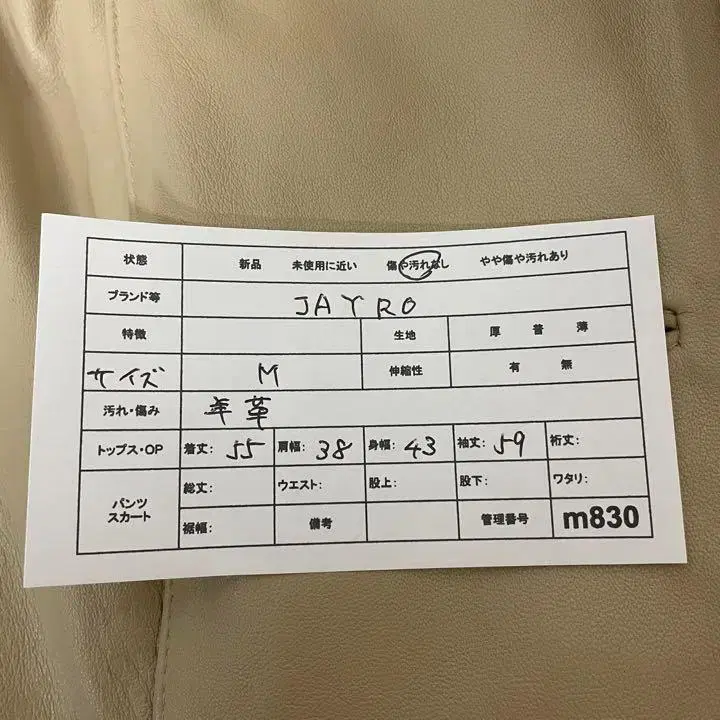 状態 新品 未使用に近い 傷や汚れなし やや傷や汚れあり
ブランド等 JAYRO
特徴 生地 厚 普 薄
サイズ M 伸縮性 有 無
汚れ・傷み 羊革
トップス・OP 着丈: 55 肩幅: 38 身幅: 43 袖丈: 59 裄丈:
パンツ スカート 総丈: ウエスト: 股上: 股下: ワタリ:
裾幅: 備考 管理番号 m830